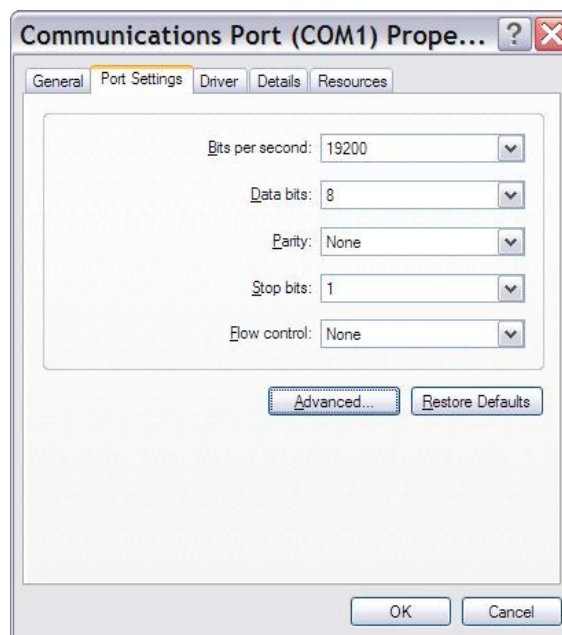 Communications Port (COM1) Prope... ?
General Port Settings Driver Details Resources
Bits per second: 19200
Data bits: 8
Parity: None
Stop bits: 1
Flow control: None
Advanced... Restore Defaults
OK Cancel